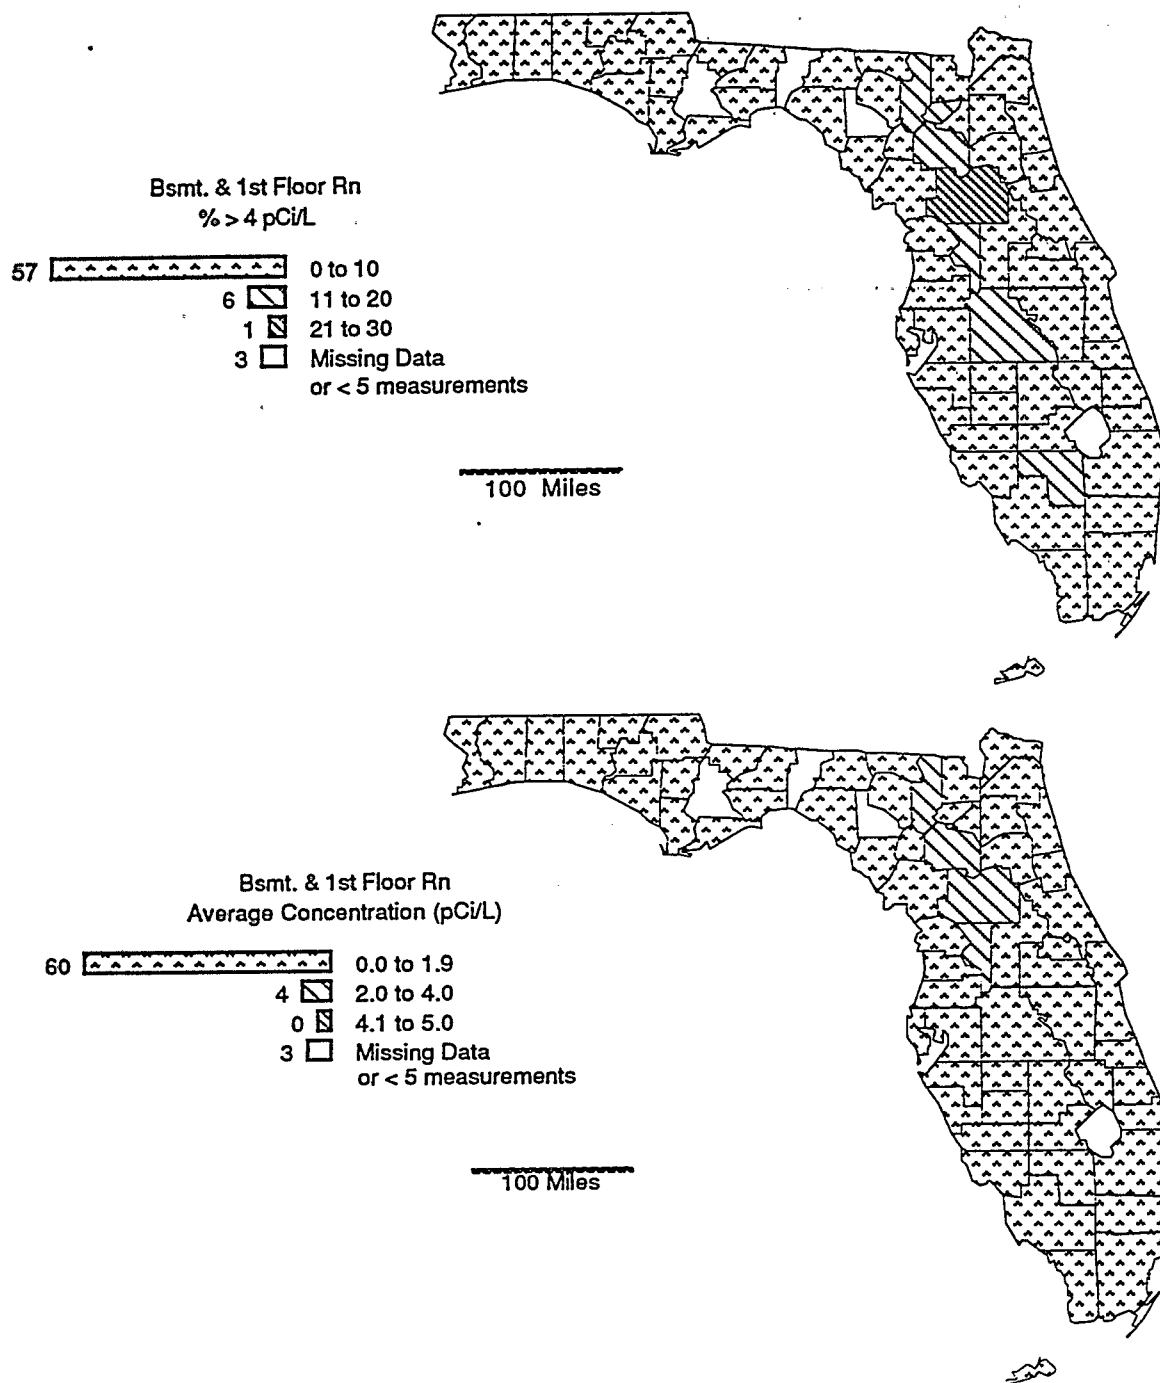 Bsmt. & 1st Floor Rn
% > 4 pCi/L
57 0 to 10
6 11 to 20
1 21 to 30
3 Missing Data
or < 5 measurements
100 Miles
Bsmt. & 1st Floor Rn
Average Concentration (pCi/L)
60 0.0 to 1.9
4 2.0 to 4.0
0 4.1 to 5.0
3 Missing Data
or < 5 measurements
100 Miles